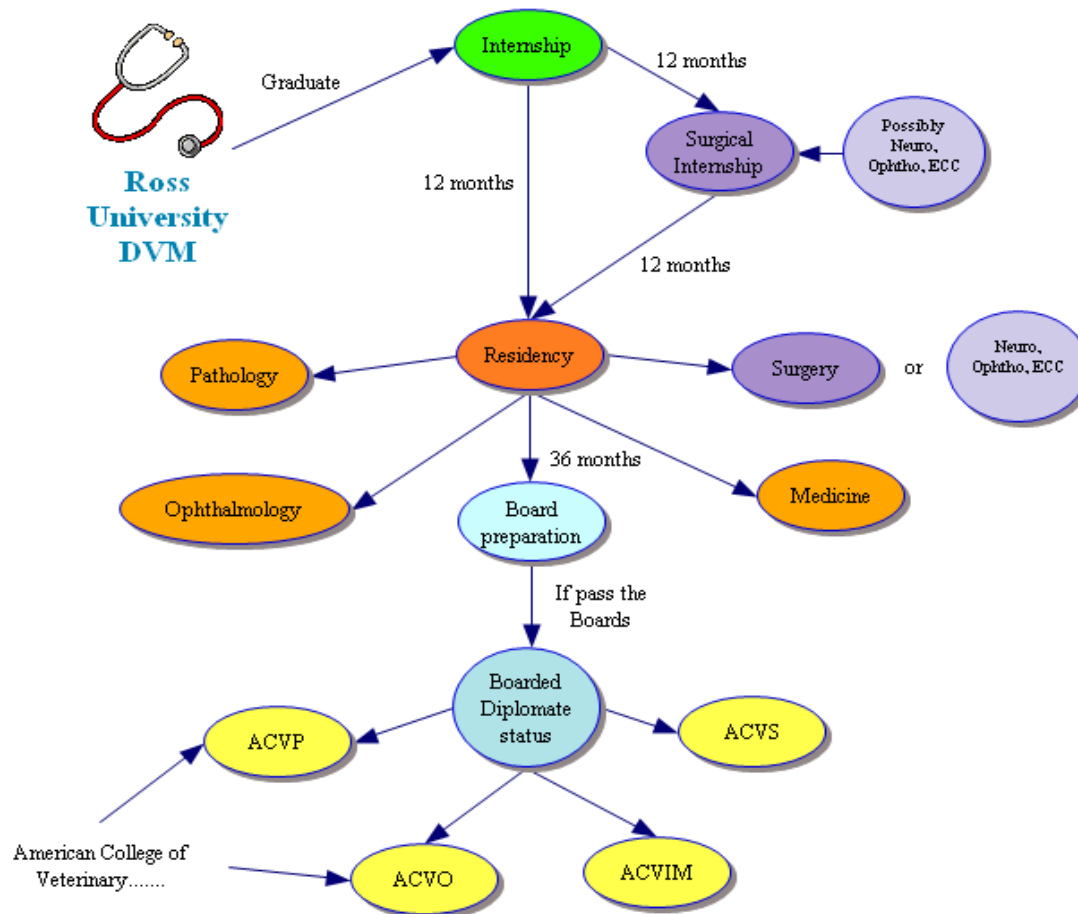 Internship
12 months
Graduate
Possibly
Neuro,
Ophtho, ECC
Surgical
Internship
Ross
University
DVM
12 months
12 months
Residency
Pathology
Surgery
or
Neuro,
Ophtho, ECC
36 months
Ophthalmology
Medicine
Board
preparation
If pass the
Boards
Boarded
Diplomate
status
ACVP
ACVS
American College of
Veterinary.......
ACVO
ACVIM